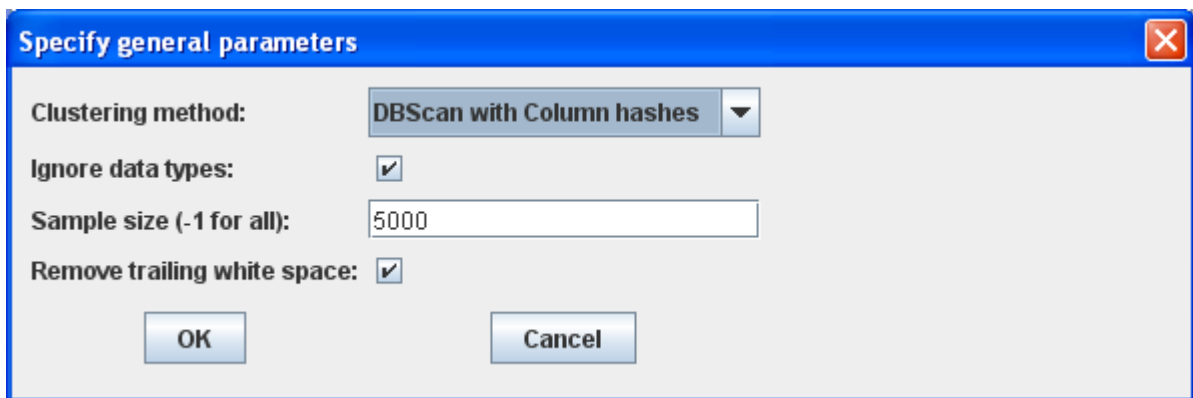 Specify general parameters
Clustering method: DBScan with Column hashes
Ignore data types:
Sample size (-1 for all): 5000
Remove trailing white space:
OK Cancel